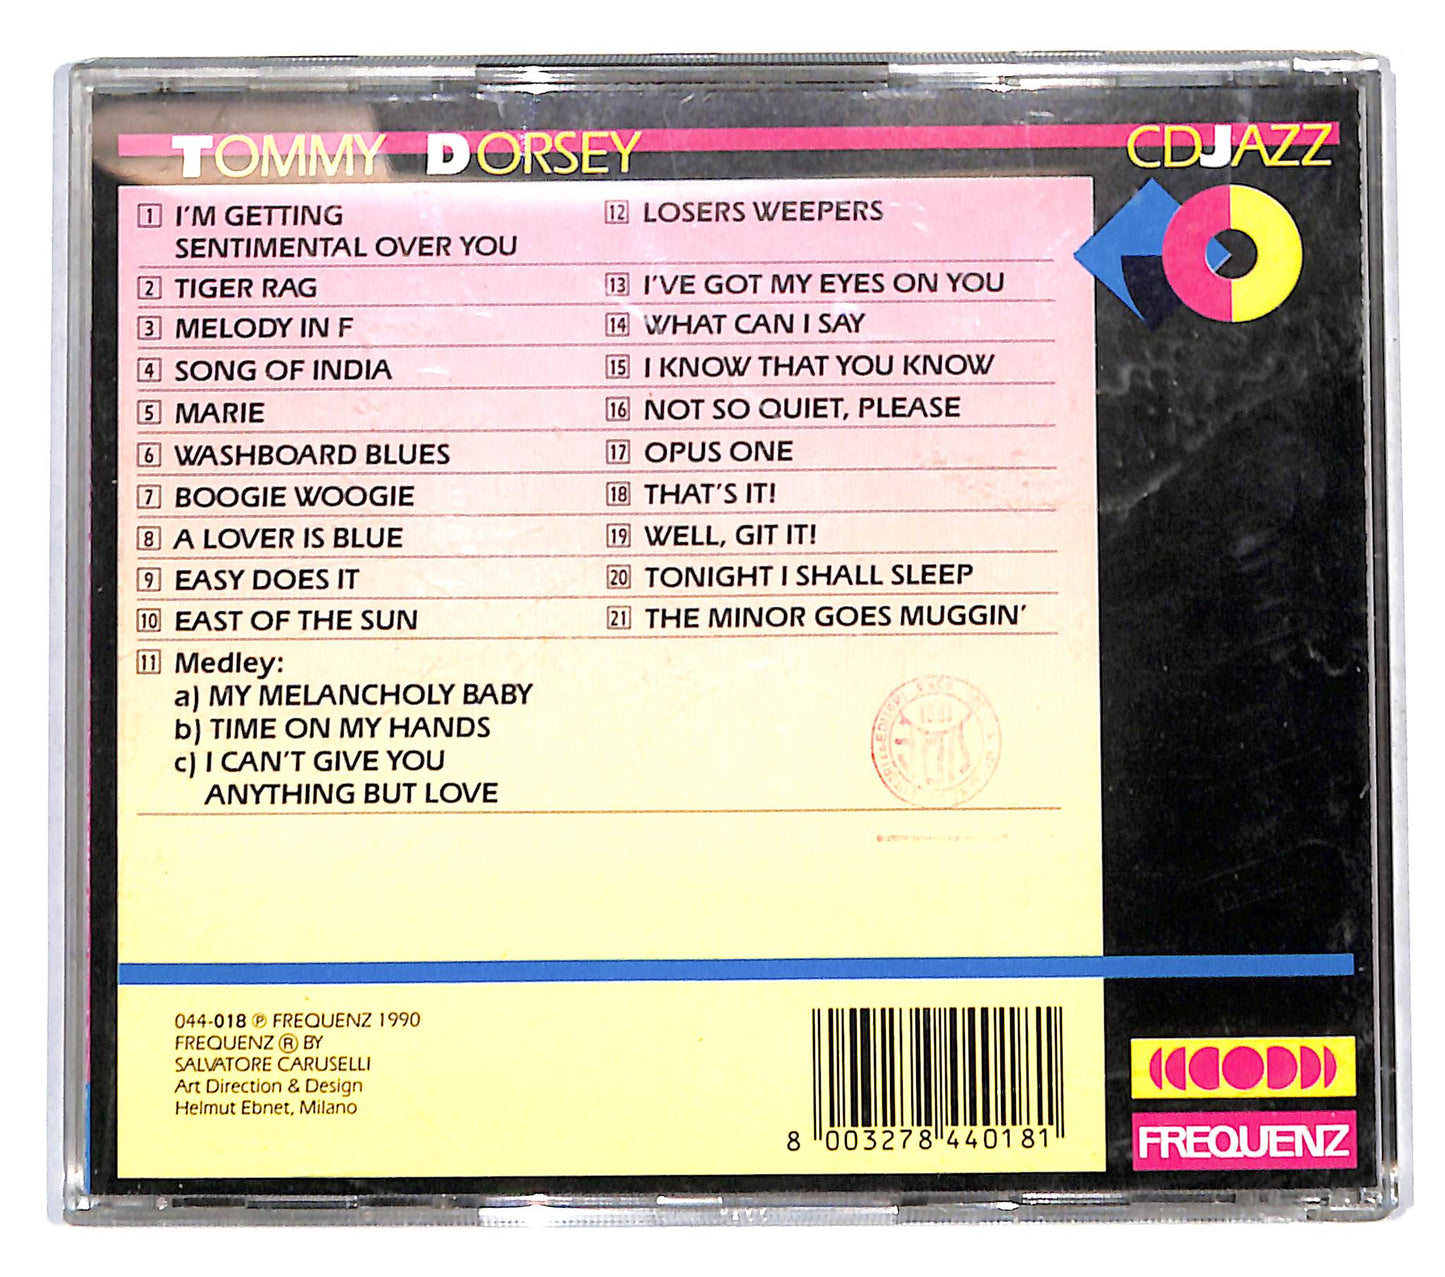 TOMMY DORSEY
CDJAZZ
1 I'M GETTING
SENTIMENTAL OVER YOU
2 TIGER RAG
3 MELODY IN F
4 SONG OF INDIA
5 MARIE
6 WASHBOARD BLUES
7 BOOGIE WOOGIE
8 A LOVER IS BLUE
9 EASY DOES IT
10 EAST OF THE SUN
11 Medley:
a) MY MELANCHOLY BABY
b) TIME ON MY HANDS
c) I CAN'T GIVE YOU
ANYTHING BUT LOVE
12 LOSERS WEEPERS
13 I'VE GOT MY EYES ON YOU
14 WHAT CAN I SAY
15 I KNOW THAT YOU KNOW
16 NOT SO QUIET, PLEASE
17 OPUS ONE
18 THAT'S IT!
19 WELL, GIT IT!
20 TONIGHT I SHALL SLEEP
21 THE MINOR GOES MUGGIN'
044-018 ℗ FREQUENZ 1990
FREQUENZ ® BY
SALVATORE CARUSELLI
Art Direction & Design
Helmut Ebnet, Milano
8 003278 440181
FREQUENZ